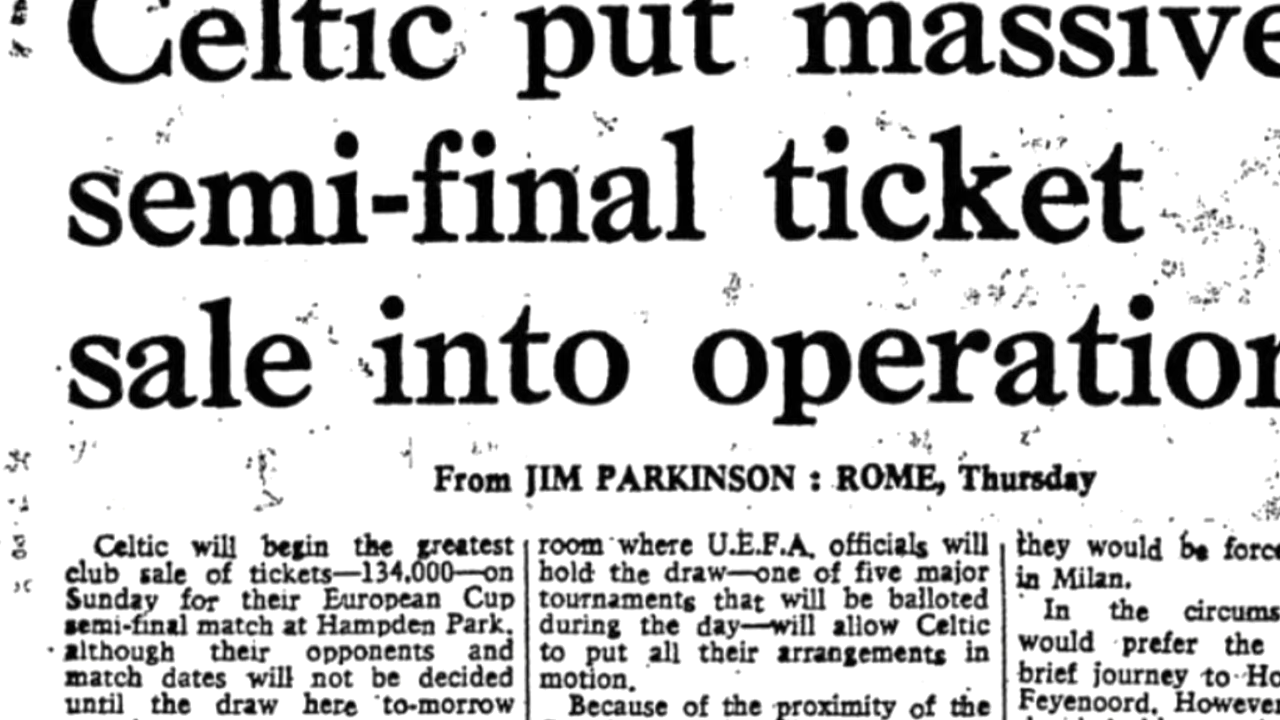 Celtic put massive
semi-final ticket
sale into operation
From JIM PARKINSON : ROME, Thursday
Celtic will begin the greatest
club sale of tickets—134,000—on
Sunday for their European Cup
semi-final match at Hampden Park,
although their opponents and
match dates will not be decided
until the draw here to-morrow
room where U.E.F.A. officials will
hold the draw—one of five major
tournaments that will be balloted
during the day—will allow Celtic
to put all their arrangements in
motion.
Because of the proximity of the
they would be forc
in Milan.
In the circums
would prefer the
brief journey to Ho
Feyenoord. However